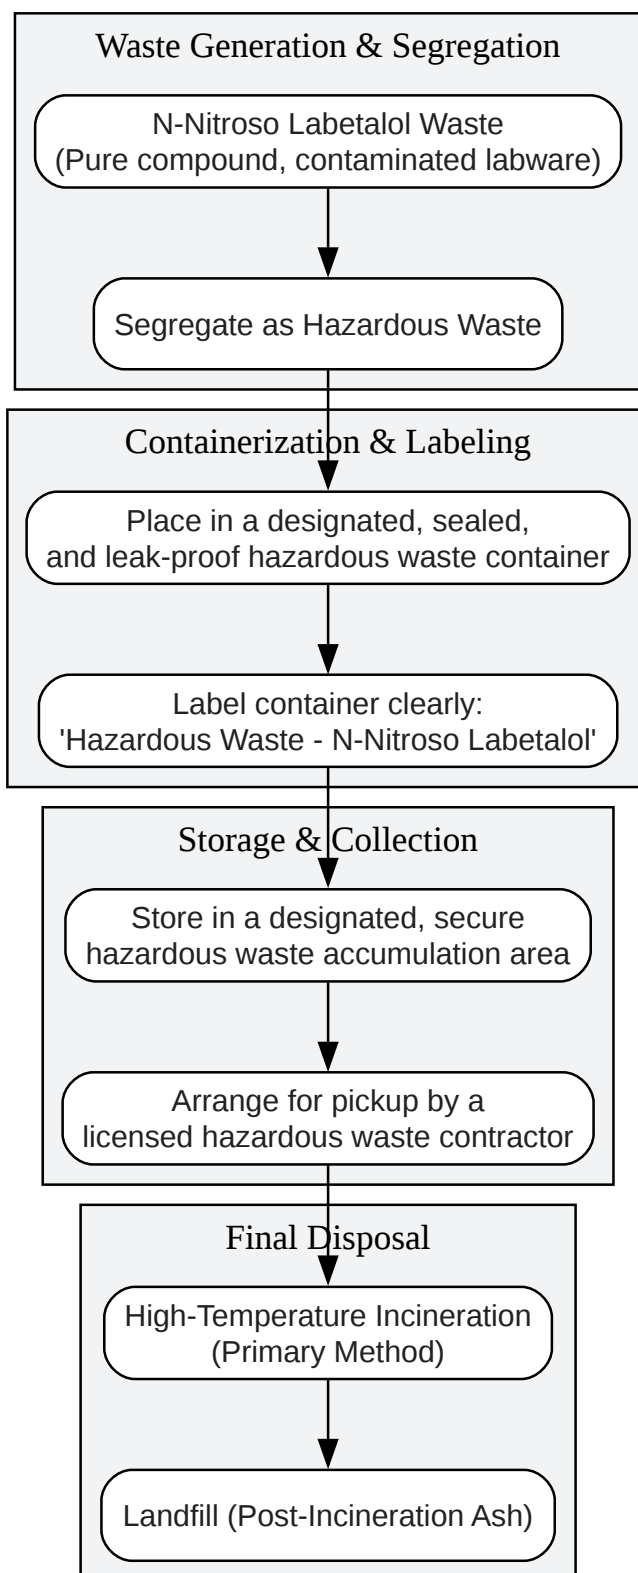 Waste Generation & Segregation
N-Nitroso Labetalol Waste
(Pure compound, contaminated labware)
Segregate as Hazardous Waste
Containerization & Labeling
Place in a designated, sealed,
and leak-proof hazardous waste container
Label container clearly:
'Hazardous Waste - N-Nitroso Labetalol'
Storage & Collection
Store in a designated, secure
hazardous waste accumulation area
Arrange for pickup by a
licensed hazardous waste contractor
Final Disposal
High-Temperature Incineration
(Primary Method)
Landfill (Post-Incineration Ash)